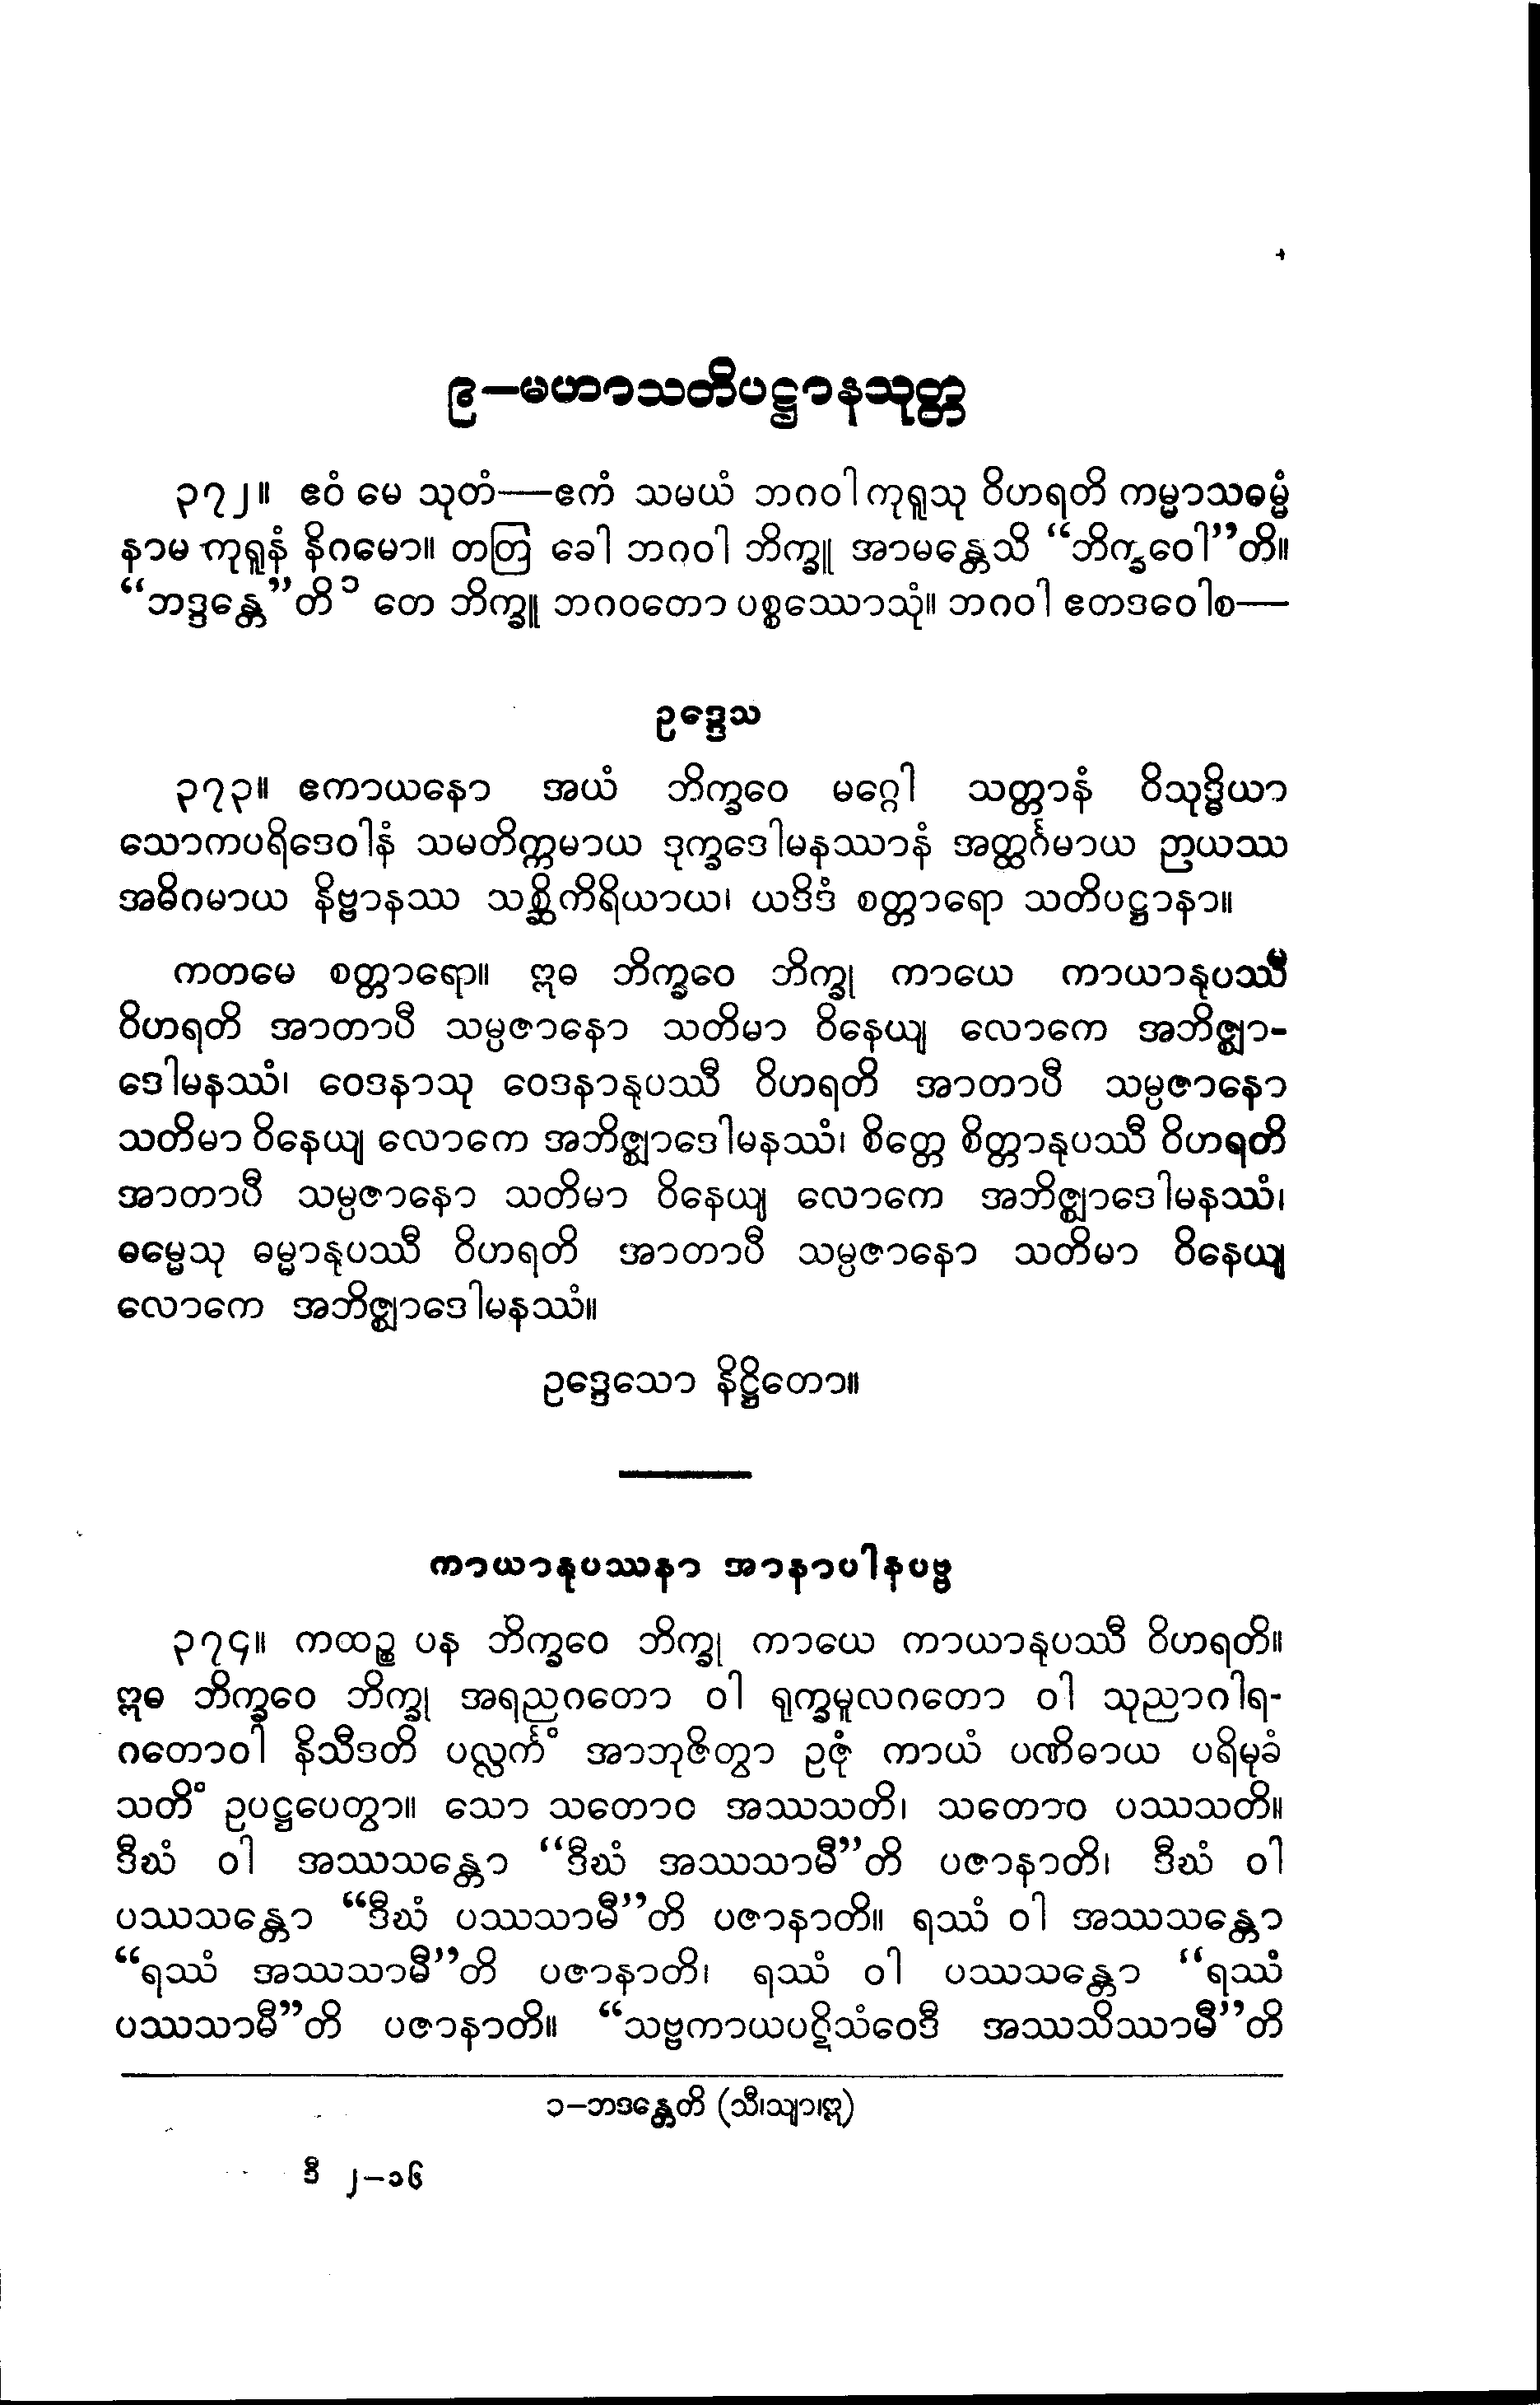 ၉–မဟာသတိပဋ္ဌာနသုတ္တ
၃၇၂။ ဧဝံ မေ သုတံ—ဧကံ သမယံ ဘဂဝါ ကုရူသု ဝိဟရတိ ကမ္မာသဓမ္မံ
နာမ ကုရူနံ နိဂမော။ တတြ ခေါ ဘဂဝါ ဘိက္ခူ အာမန္တေသိ “ဘိက္ခဝေါ”တိ။
“ဘဒ္ဒန္တေ”တိ၁ တေ ဘိက္ခူ ဘဂဝတော ပစ္စဿောသုံ။ ဘဂဝါ ဧတဒဝေါစ—
ဥဒ္ဒေသ
၃၇၃။ ဧကာယနော အယံ ဘိက္ခဝေ မဂ္ဂေါ သတ္တာနံ ဝိသုဒ္ဓိယာ
သောကပရိဒေဝါနံ သမတိက္ကမာယ ဒုက္ခဒေါမနဿာနံ အတ္ထင်္ဂမာယ ဉာယဿ
အဓိဂမာယ နိဗ္ဗာနဿ သစ္ဆိကိရိယာယ၊ ယဒိဒံ စတ္တာရော သတိပဋ္ဌာနာ။
ကတမေ စတ္တာရော။ ဣဓ ဘိက္ခဝေ ဘိက္ခု ကာယေ ကာယာနုပဿီ
ဝိဟရတိ အာတာပီ သမ္ပဇာနော သတိမာ ဝိနေယျ လောကေ အဘိဇ္ဈာ-
ဒေါမနဿံ၊ ဝေဒနာသု ဝေဒနာနုပဿီ ဝိဟရတိ အာတာပီ သမ္ပဇာနော
သတိမာ ဝိနေယျ လောကေ အဘိဇ္ဈာဒေါမနဿံ၊ စိတ္တေ စိတ္တာနုပဿီ ဝိဟရတိ
အာတာပီ သမ္ပဇာနော သတိမာ ဝိနေယျ လောကေ အဘိဇ္ဈာဒေါမနဿံ၊
ဓမ္မေသု ဓမ္မာနုပဿီ ဝိဟရတိ အာတာပီ သမ္ပဇာနော သတိမာ ဝိနေယျ
လောကေ အဘိဇ္ဈာဒေါမနဿံ။
ဥဒ္ဒေသော နိဋ္ဌိတော။
ကာယာနုပဿနာ အာနာပါနပဗ္ဗ
၃၇၄။ ကထဉ္စ ပန ဘိက္ခဝေ ဘိက္ခု ကာယေ ကာယာနုပဿီ ဝိဟရတိ။
ဣဓ ဘိက္ခဝေ ဘိက္ခု အရညဂတော ဝါ ရုက္ခမူလဂတော ဝါ သုညာဂါရ-
ဂတောဝါ နိသီဒတိ ပလ္လင်္ကံ အာဘုဇိတွာ ဥဇုံ ကာယံ ပဏိဓာယ ပရိမုခံ
သတိံ ဥပဋ္ဌပေတွာ။ သော သတောဝ အဿသတိ၊ သတောဝ ပဿသတိ။
ဒီဃံ ဝါ အဿသန္တော “ဒီဃံ အဿသာမီ”တိ ပဇာနာတိ၊ ဒီဃံ ဝါ
ပဿသန္တော “ဒီဃံ ပဿသာမီ”တိ ပဇာနာတိ။ ရဿံ ဝါ အဿသန္တော
“ရဿံ အဿသာမီ”တိ ပဇာနာတိ၊ ရဿံ ဝါ ပဿသန္တော “ရဿံ
ပဿသာမီ”တိ ပဇာနာတိ။ “သဗ္ဗကာယပဋိသံဝေဒီ အဿသိဿာမီ”တိ
၁–ဘဒန္တေတိ (သီ၊သျာ၊ဣ)
ဒီ ၂–၁၆